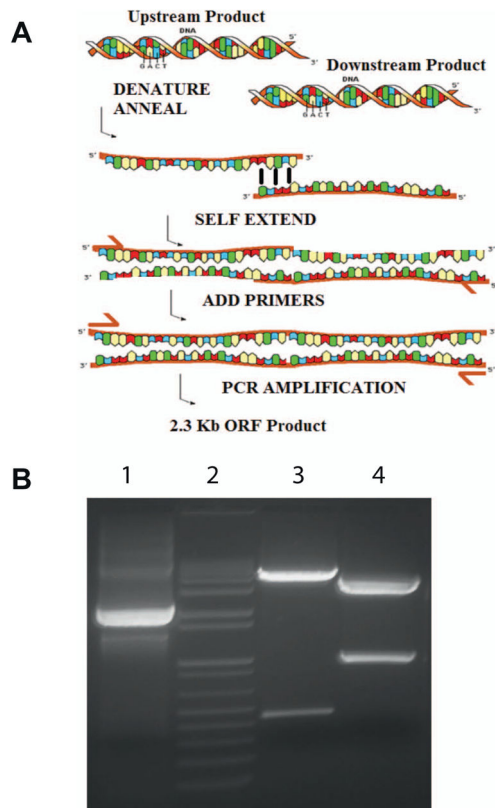 A
Upstream Product
DNA
5'
3'
G A C T
Downstream Product
DNA
5'
3'
G A C T
DENATURE
ANNEAL
5'
3'
3'
5'
SELF EXTEND
5'
3'
3'
5'
ADD PRIMERS
5'
3'
3'
5'
PCR AMPLIFICATION
2.3 Kb ORF Product
B
1 2 3 4